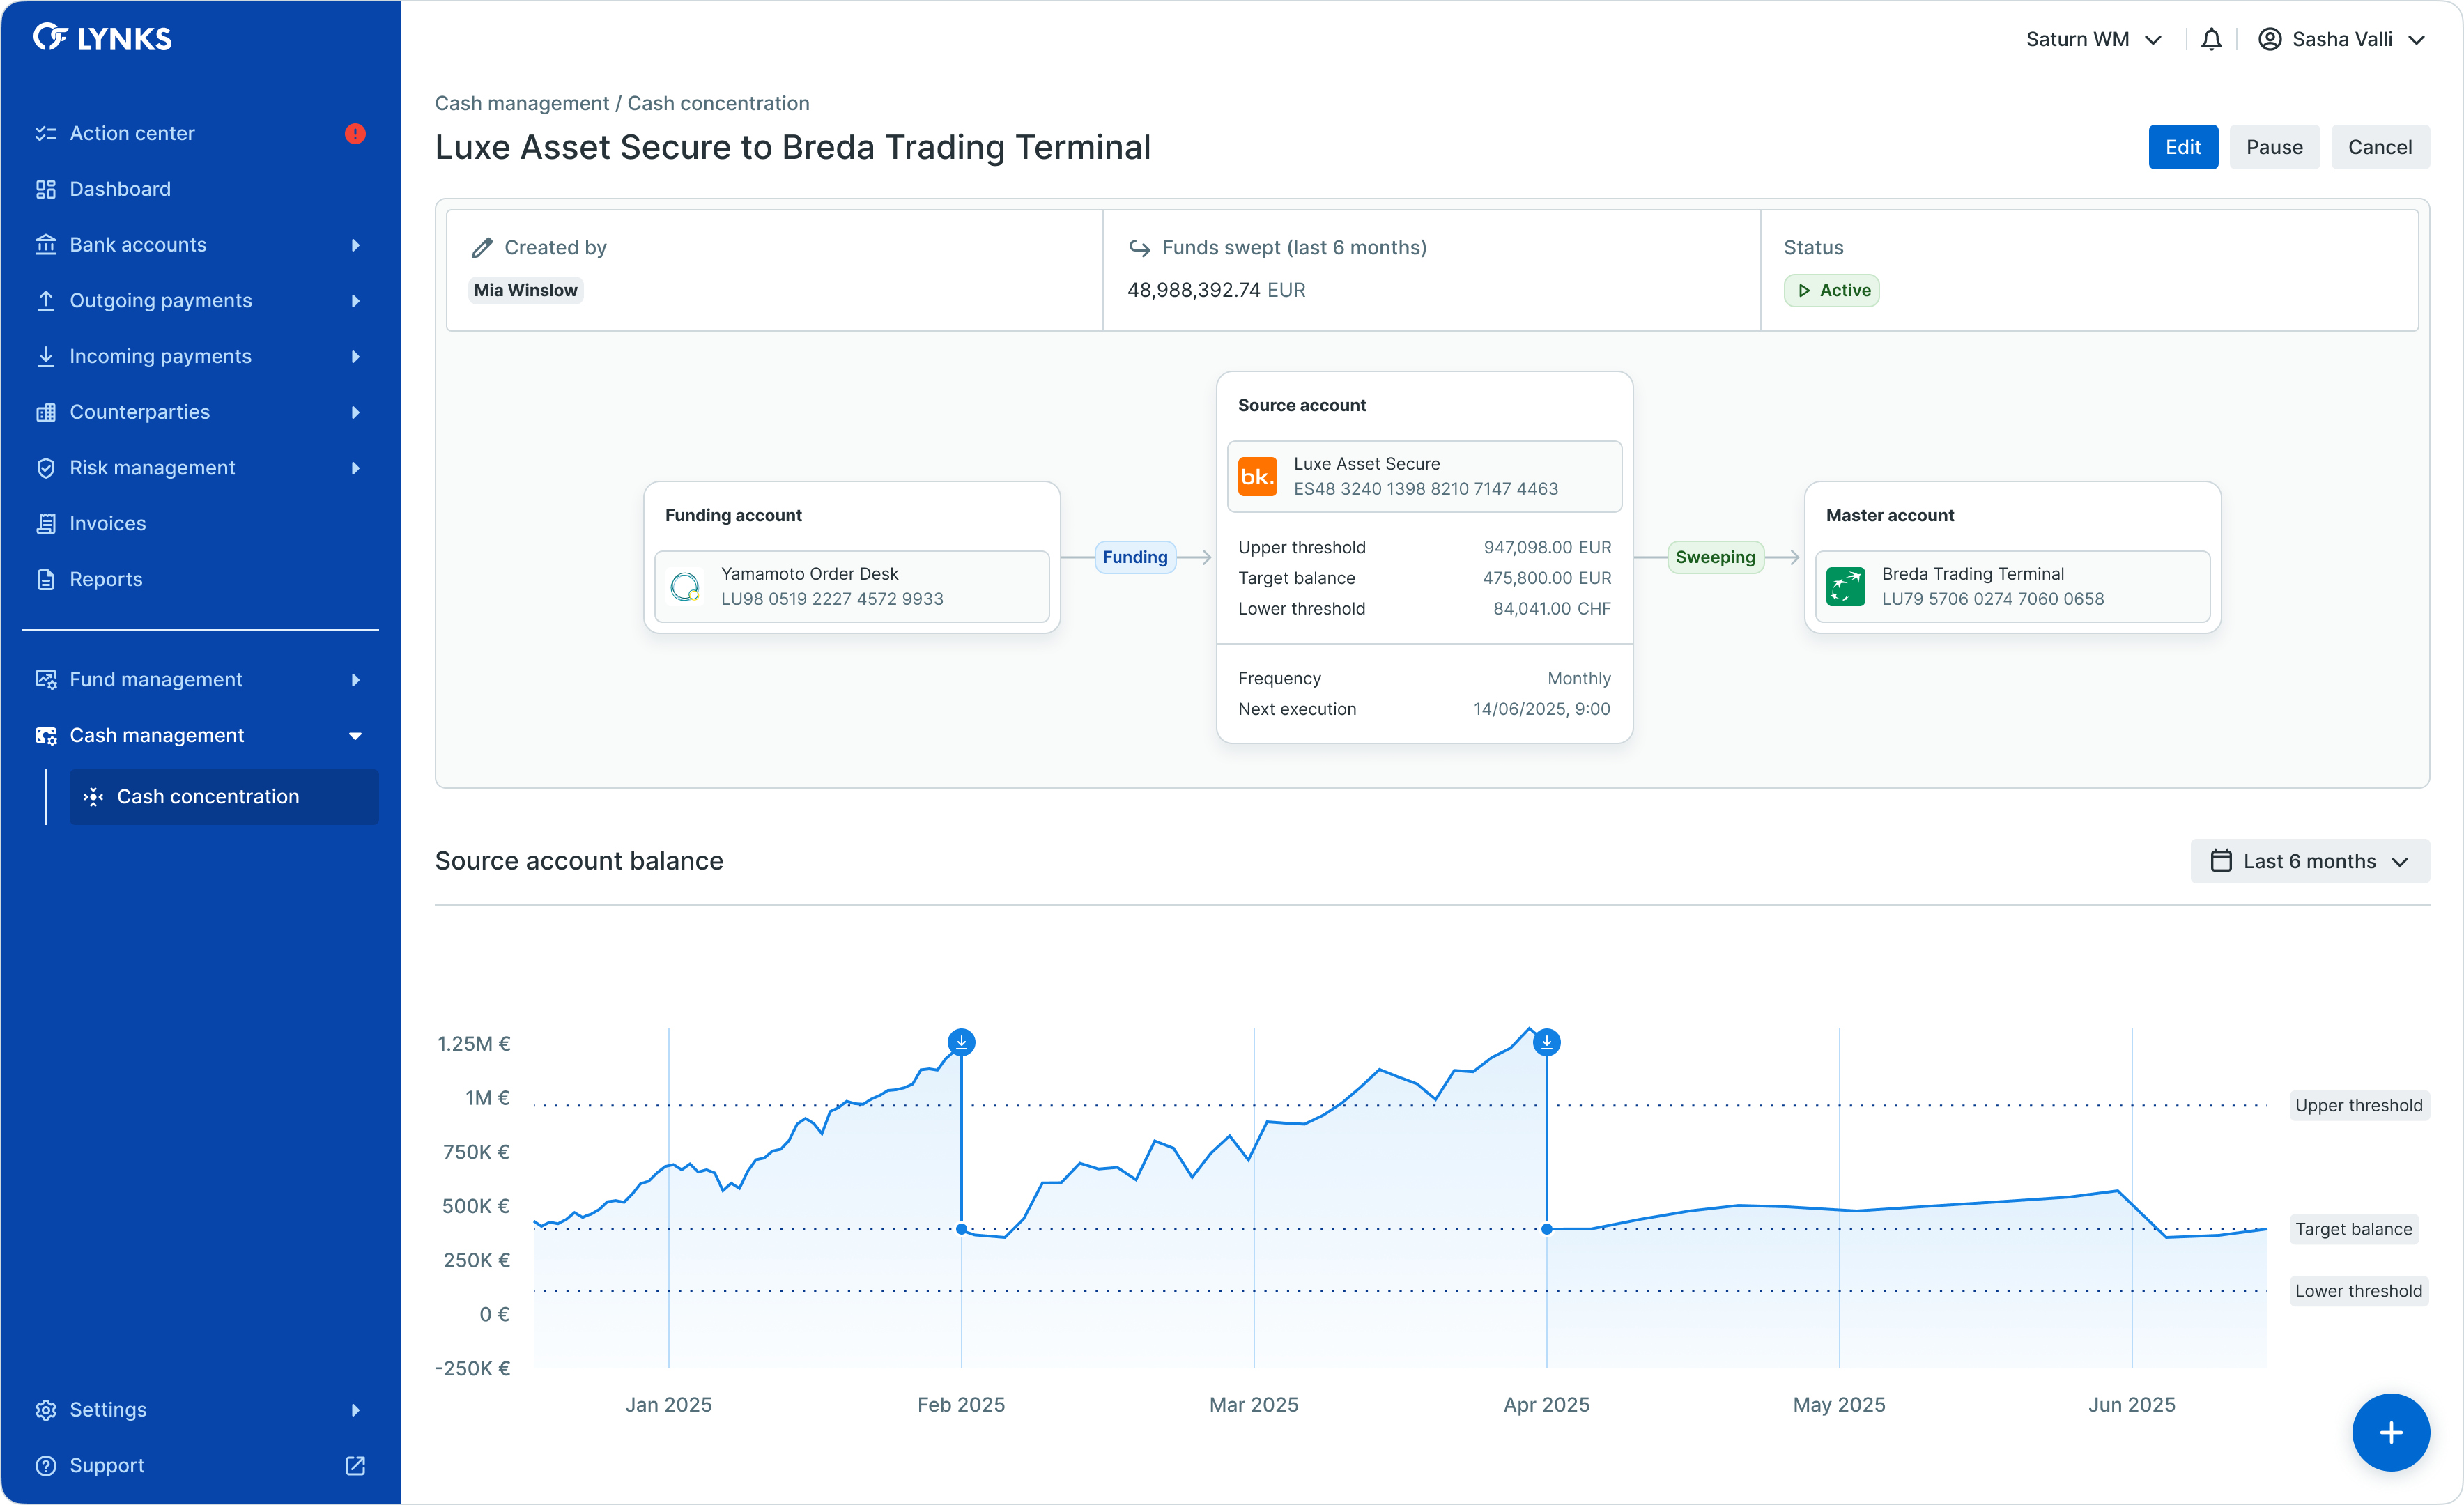 LYNKS
Saturn WM
Sasha Valli
Action center
Dashboard
Bank accounts
Outgoing payments
Incoming payments
Counterparties
Risk management
Invoices
Reports
Fund management
Cash management
Cash concentration
Settings
Support
Cash management / Cash concentration
Luxe Asset Secure to Breda Trading Terminal
Edit
Pause
Cancel
Created by
Mia Winslow
Funds swept (last 6 months)
48,988,392.74 EUR
Status
Active
Funding account
Yamamoto Order Desk
LU98 0519 2227 4572 9933
Funding
Source account
bk.
Luxe Asset Secure
ES48 3240 1398 8210 7147 4463
Upper threshold 947,098.00 EUR
Target balance 475,800.00 EUR
Lower threshold 84,041.00 CHF
Frequency Monthly
Next execution 14/06/2025, 9:00
Sweeping
Master account
Breda Trading Terminal
LU79 5706 0274 7060 0658
Source account balance
Last 6 months
1.25M €
1M €
750K €
500K €
250K €
0 €
-250K €
Upper threshold
Target balance
Lower threshold
Jan 2025 Feb 2025 Mar 2025 Apr 2025 May 2025 Jun 2025